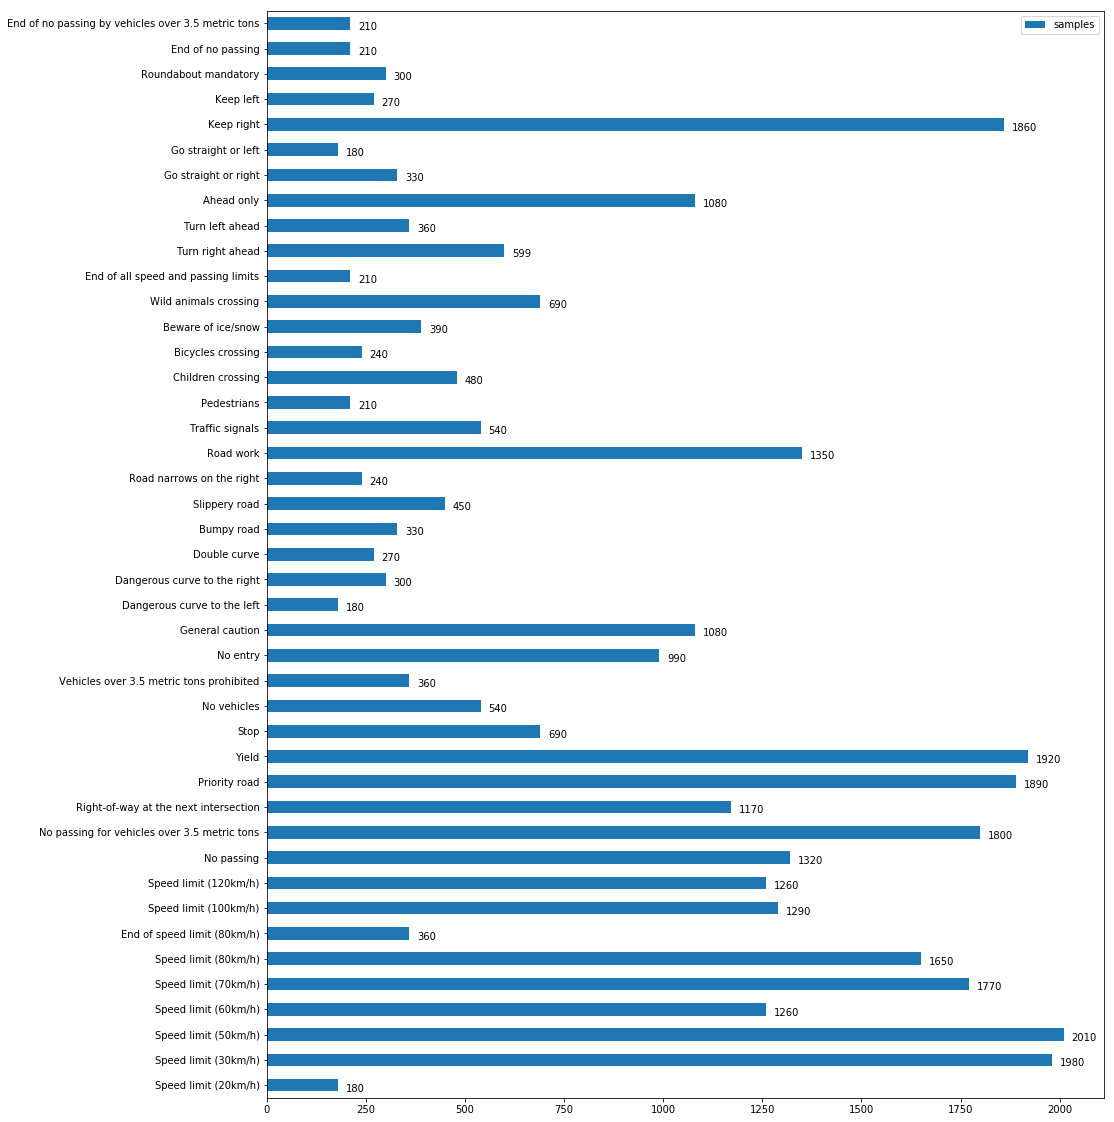 samples
End of no passing by vehicles over 3.5 metric tons 210
End of no passing 210
Roundabout mandatory 300
Keep left 270
Keep right 1860
Go straight or left 180
Go straight or right 330
Ahead only 1080
Turn left ahead 360
Turn right ahead 599
End of all speed and passing limits 210
Wild animals crossing 690
Beware of ice/snow 390
Bicycles crossing 240
Children crossing 480
Pedestrians 210
Traffic signals 540
Road work 1350
Road narrows on the right 240
Slippery road 450
Bumpy road 330
Double curve 270
Dangerous curve to the right 300
Dangerous curve to the left 180
General caution 1080
No entry 990
Vehicles over 3.5 metric tons prohibited 360
No vehicles 540
Stop 690
Yield 1920
Priority road 1890
Right-of-way at the next intersection 1170
No passing for vehicles over 3.5 metric tons 1800
No passing 1320
Speed limit (120km/h) 1260
Speed limit (100km/h) 1290
End of speed limit (80km/h) 360
Speed limit (80km/h) 1650
Speed limit (70km/h) 1770
Speed limit (60km/h) 1260
Speed limit (50km/h) 2010
Speed limit (30km/h) 1980
Speed limit (20km/h) 180
0 250 500 750 1000 1250 1500 1750 2000